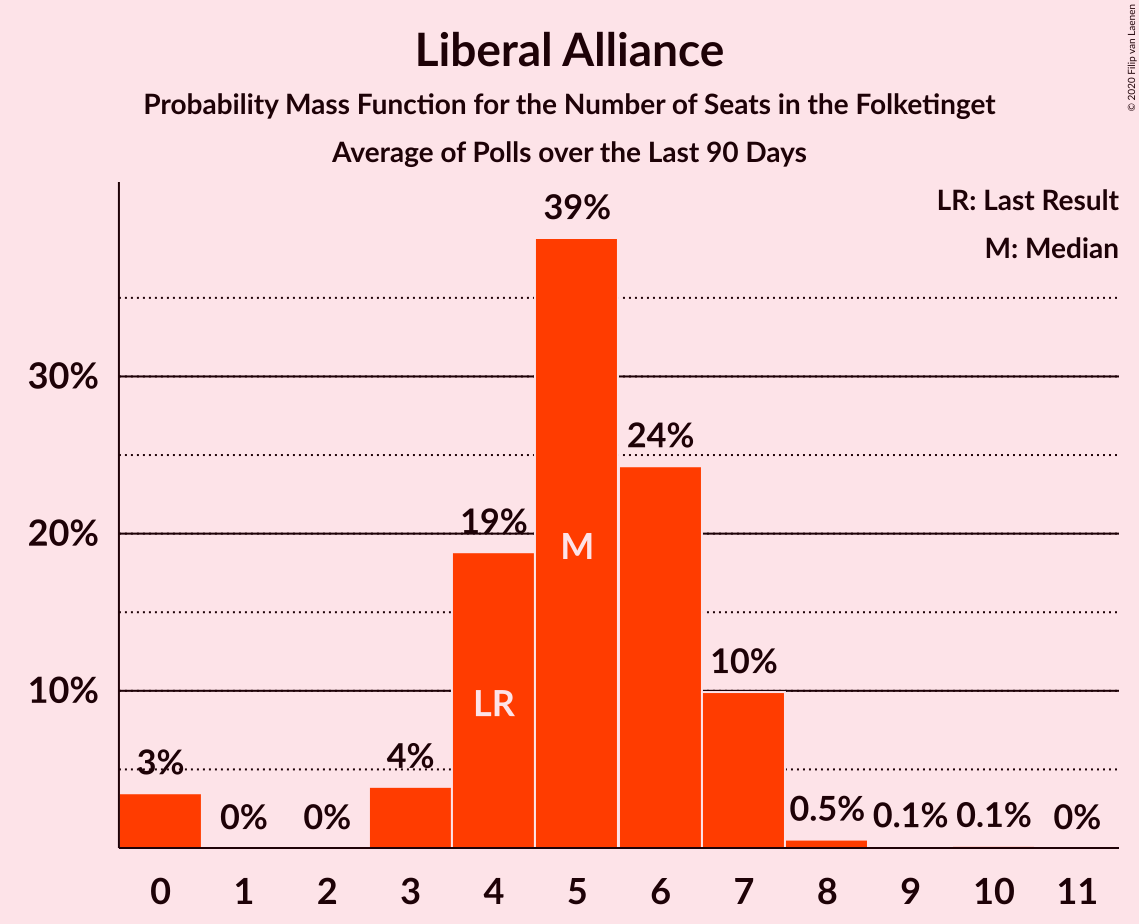 Liberal Alliance
Probability Mass Function for the Number of Seats in the Folketinget
Average of Polls over the Last 90 Days
© 2020 Filip van Laenen
LR: Last Result
M: Median
39%
30%
24%
20%
19%
M
10%
10%
LR
3%
4%
0%
0%
0.5%
0.1%
0.1%
0%
0 1 2 3 4 5 6 7 8 9 10 11